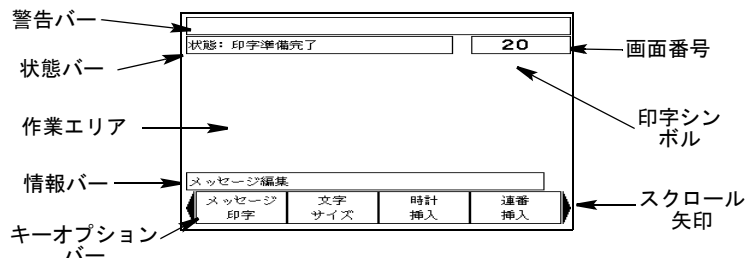 警告バー
状態: 印字準備完了
20
画面番号
状態バー
作業エリア
印字シン
ボル
情報バー
メッセージ編集
メッセージ
印字
文字
サイズ
時計
挿入
連番
挿入
スクロール
矢印
キーオプション
バー